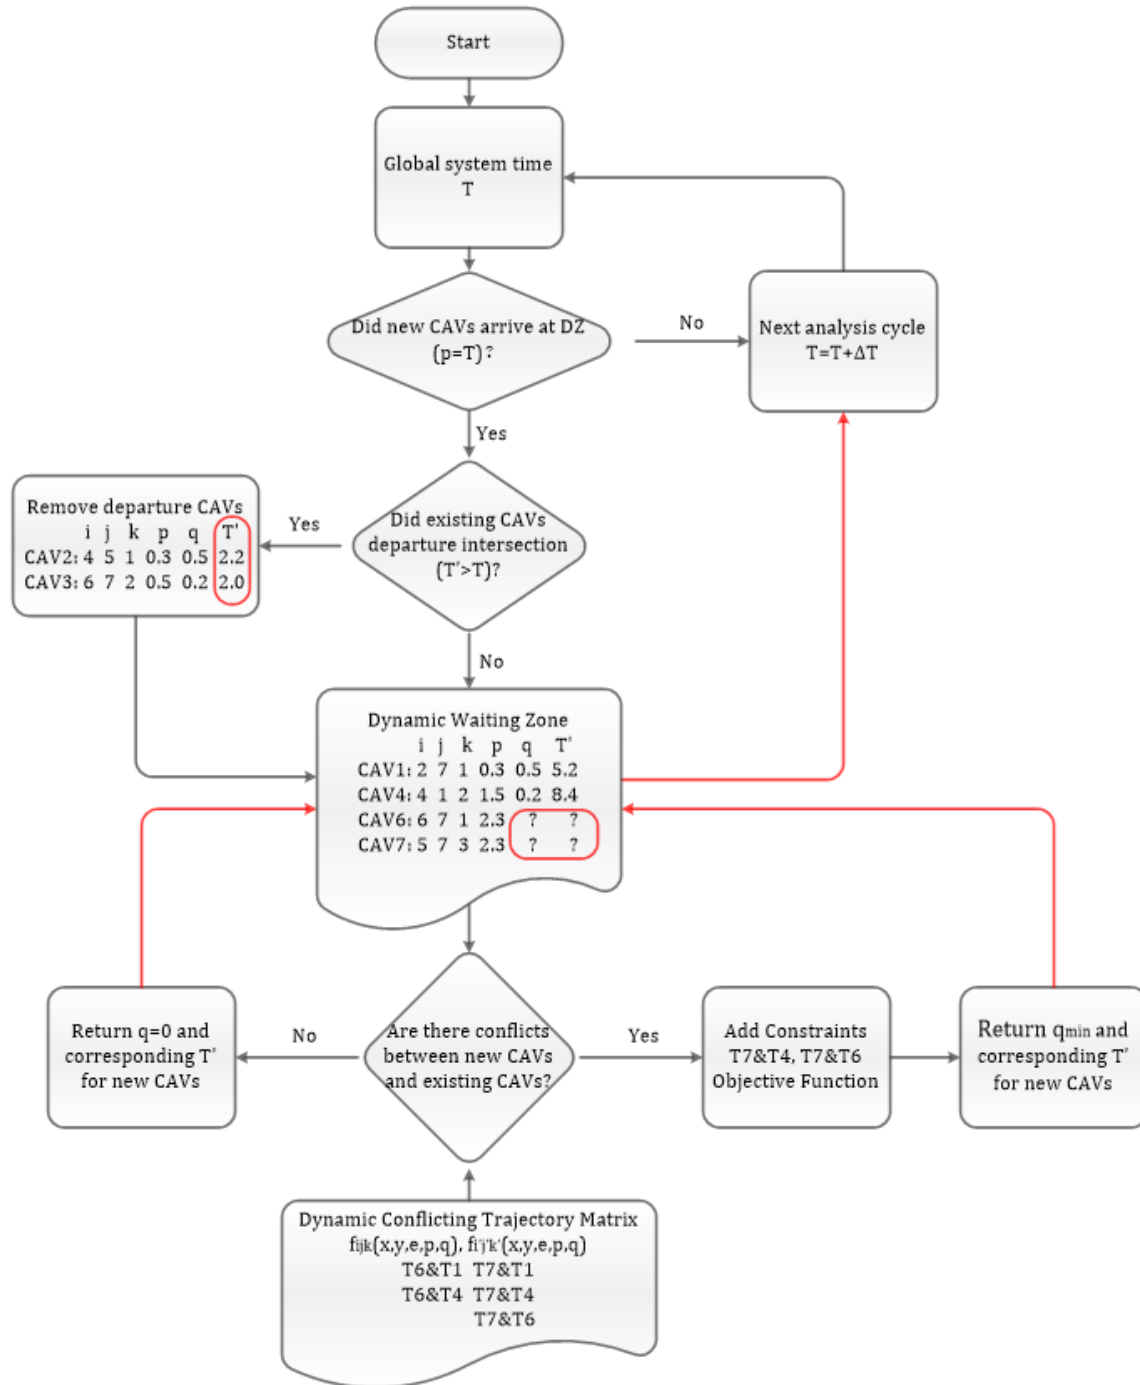 Start
Global system time
T
Did new CAVs arrive at DZ
(p=T)?
No
Next analysis cycle
T=T+ΔT
Yes
Remove departure CAVs
i j k p q T'
CAV2: 4 5 1 0.3 0.5 2.2
CAV3: 6 7 2 0.5 0.2 2.0
Yes
Did existing CAVs
departure intersection
(T'>T)?
No
Dynamic Waiting Zone
i j k p q T'
CAV1: 2 7 1 0.3 0.5 5.2
CAV4: 4 1 2 1.5 0.2 8.4
CAV6: 6 7 1 2.3 ? ?
CAV7: 5 7 3 2.3 ? ?
Return q=0 and
corresponding T'
for new CAVs
No
Are there conflicts
between new CAVs
and existing CAVs?
Yes
Add Constraints
T7&T4, T7&T6
Objective Function
Return qmin and
corresponding T'
for new CAVs
Dynamic Conflicting Trajectory Matrix
fijk(x,y,e,p,q), fi'j'k'(x,y,e,p,q)
T6&T1 T7&T1
T6&T4 T7&T4
T7&T6